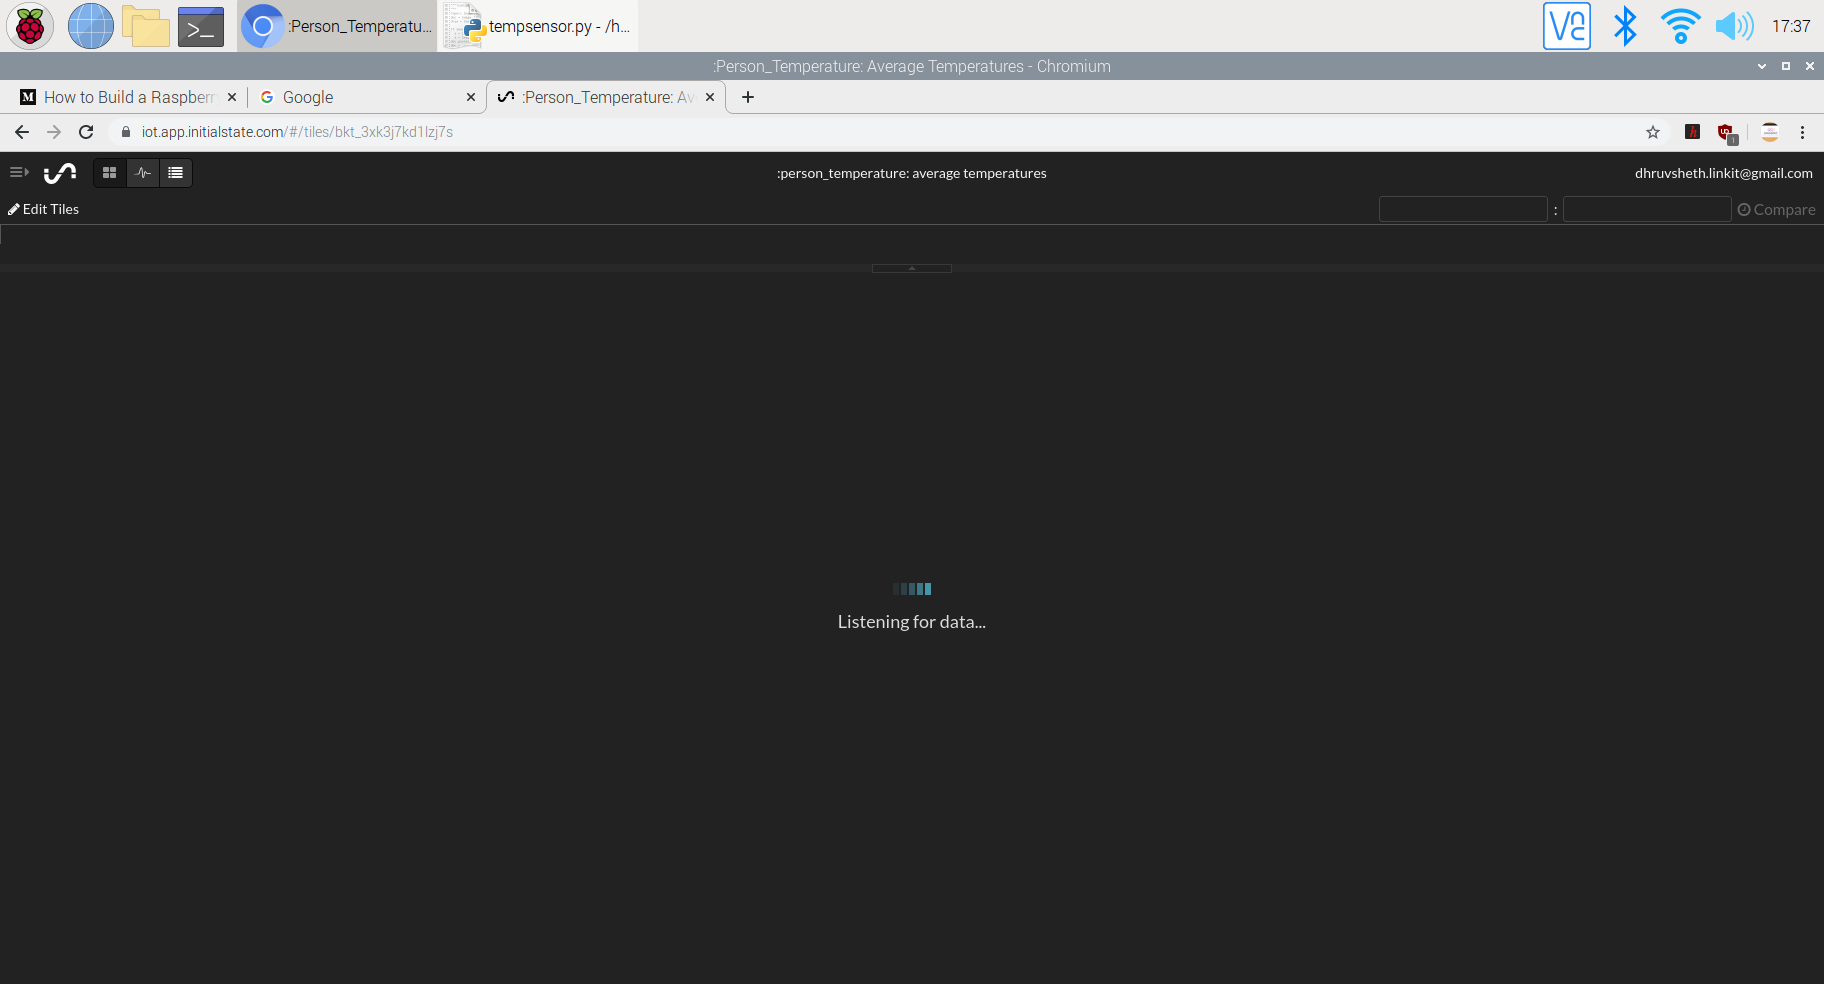 :Person_Temperatu... tempsensor.py - /h... 17:37
:Person_Temperature: Average Temperatures - Chromium
M How to Build a Raspberr Google :Person_Temperature: Av
iot.app.initialstate.com/#/tiles/bkt_3xk3j7kd1lzj7s
:person_temperature: average temperatures dhruvsheth.linkit@gmail.com
Edit Tiles : Compare
Listening for data...